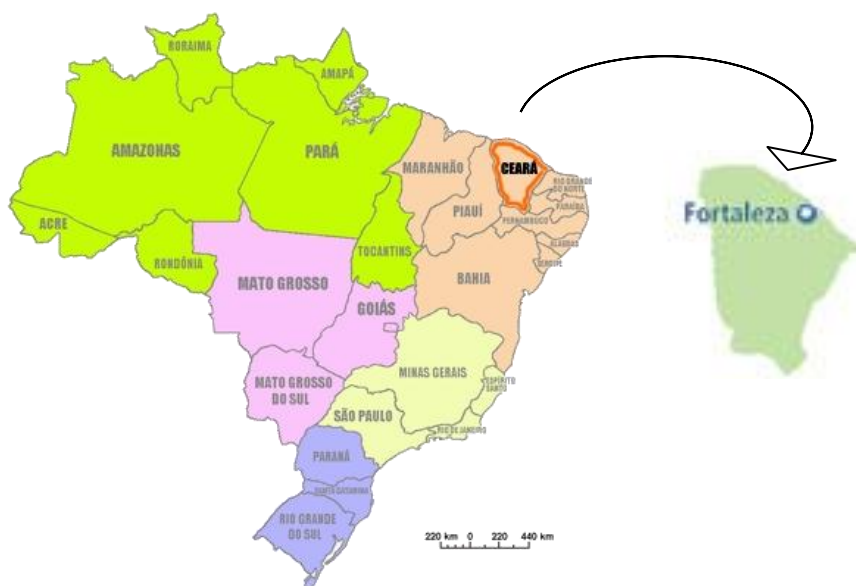 RORAIMA
AMAPÁ
AMAZONAS
PARÁ
MARANHÃO
CEARÁ
RIO GRANDE
DO NORTE
PARAÍBA
PIAUÍ
PERNAMBUCO
ACRE
RONDÔNIA
TOCANTINS
ALAGOAS
SERGIPE
MATO GROSSO
BAHIA
GOIÁS
MINAS GERAIS
ESPÍRITO
SANTO
MATO GROSSO
DO SUL
SÃO PAULO
RIO DE JANEIRO
PARANÁ
SANTA CATARINA
RIO GRANDE
DO SUL
220 km 0 220 440 km
Fortaleza